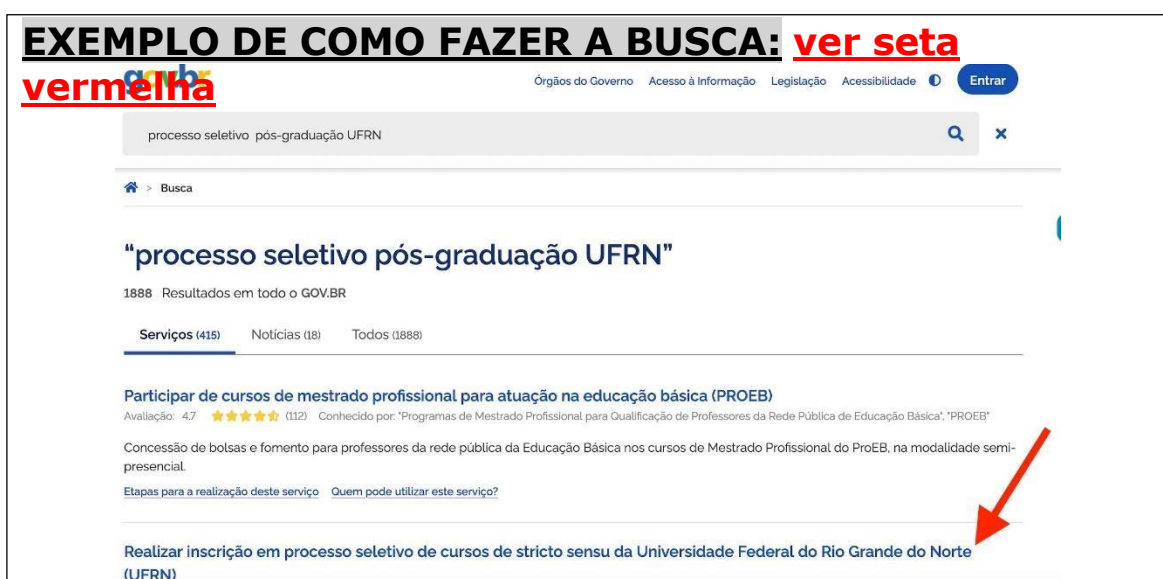 EXEMPLO DE COMO FAZER A BUSCA: ver seta
vermelha
govbr
Órgãos do Governo Acesso à Informação Legislação Acessibilidade Entrar
processo seletivo pós-graduação UFRN
> Busca
“processo seletivo pós-graduação UFRN”
1888 Resultados em todo o GOV.BR
Serviços (415) Notícias (18) Todos (1888)
Participar de cursos de mestrado profissional para atuação na educação básica (PROEB)
Avaliação: 4.7 (112) Conhecido por: "Programas de Mestrado Profissional para Qualificação de Professores da Rede Pública de Educação Básica", "PROEB"
Concessão de bolsas e fomento para professores da rede pública da Educação Básica nos cursos de Mestrado Profissional do ProEB, na modalidade semi-
presencial.
Etapas para a realização deste serviço Quem pode utilizar este serviço?
Realizar inscrição em processo seletivo de cursos de stricto sensu da Universidade Federal do Rio Grande do Norte
(UFRN)